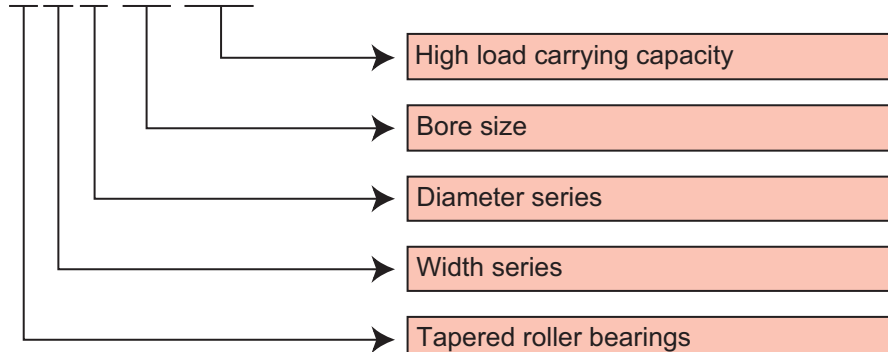 High load carrying capacity
Bore size
Diameter series
Width series
Tapered roller bearings